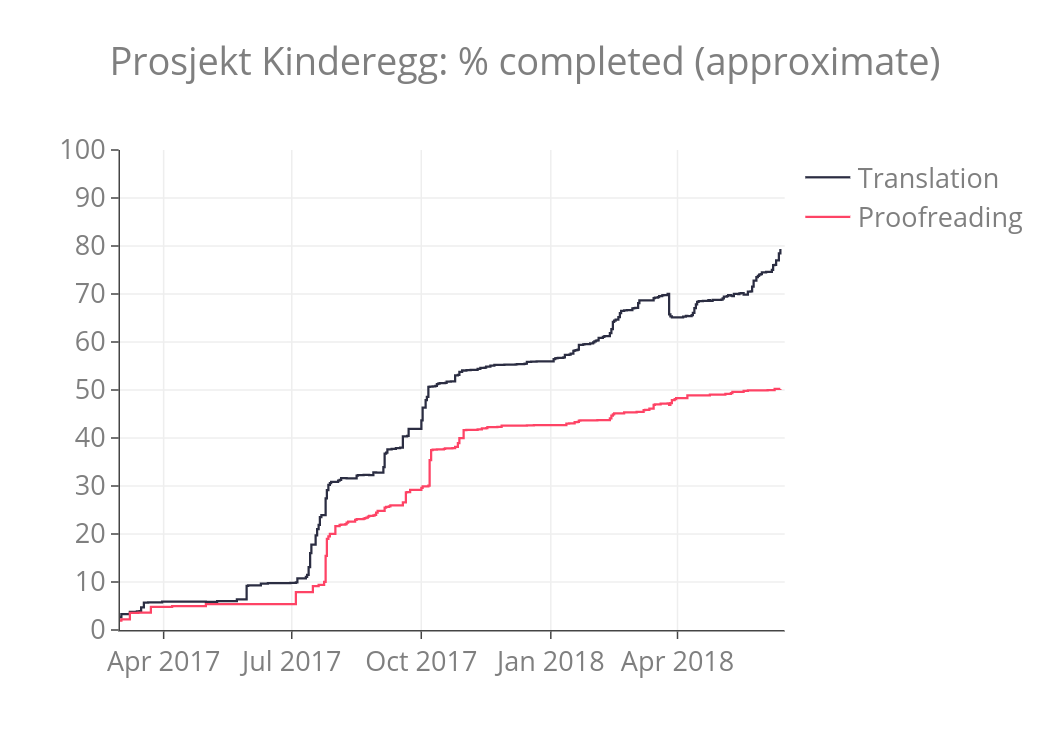 Prosjekt Kinderegg: % completed (approximate)
100
90
80
70
60
50
40
30
20
10
0
Apr 2017
Jul 2017
Oct 2017
Jan 2018
Apr 2018
Translation
Proofreading